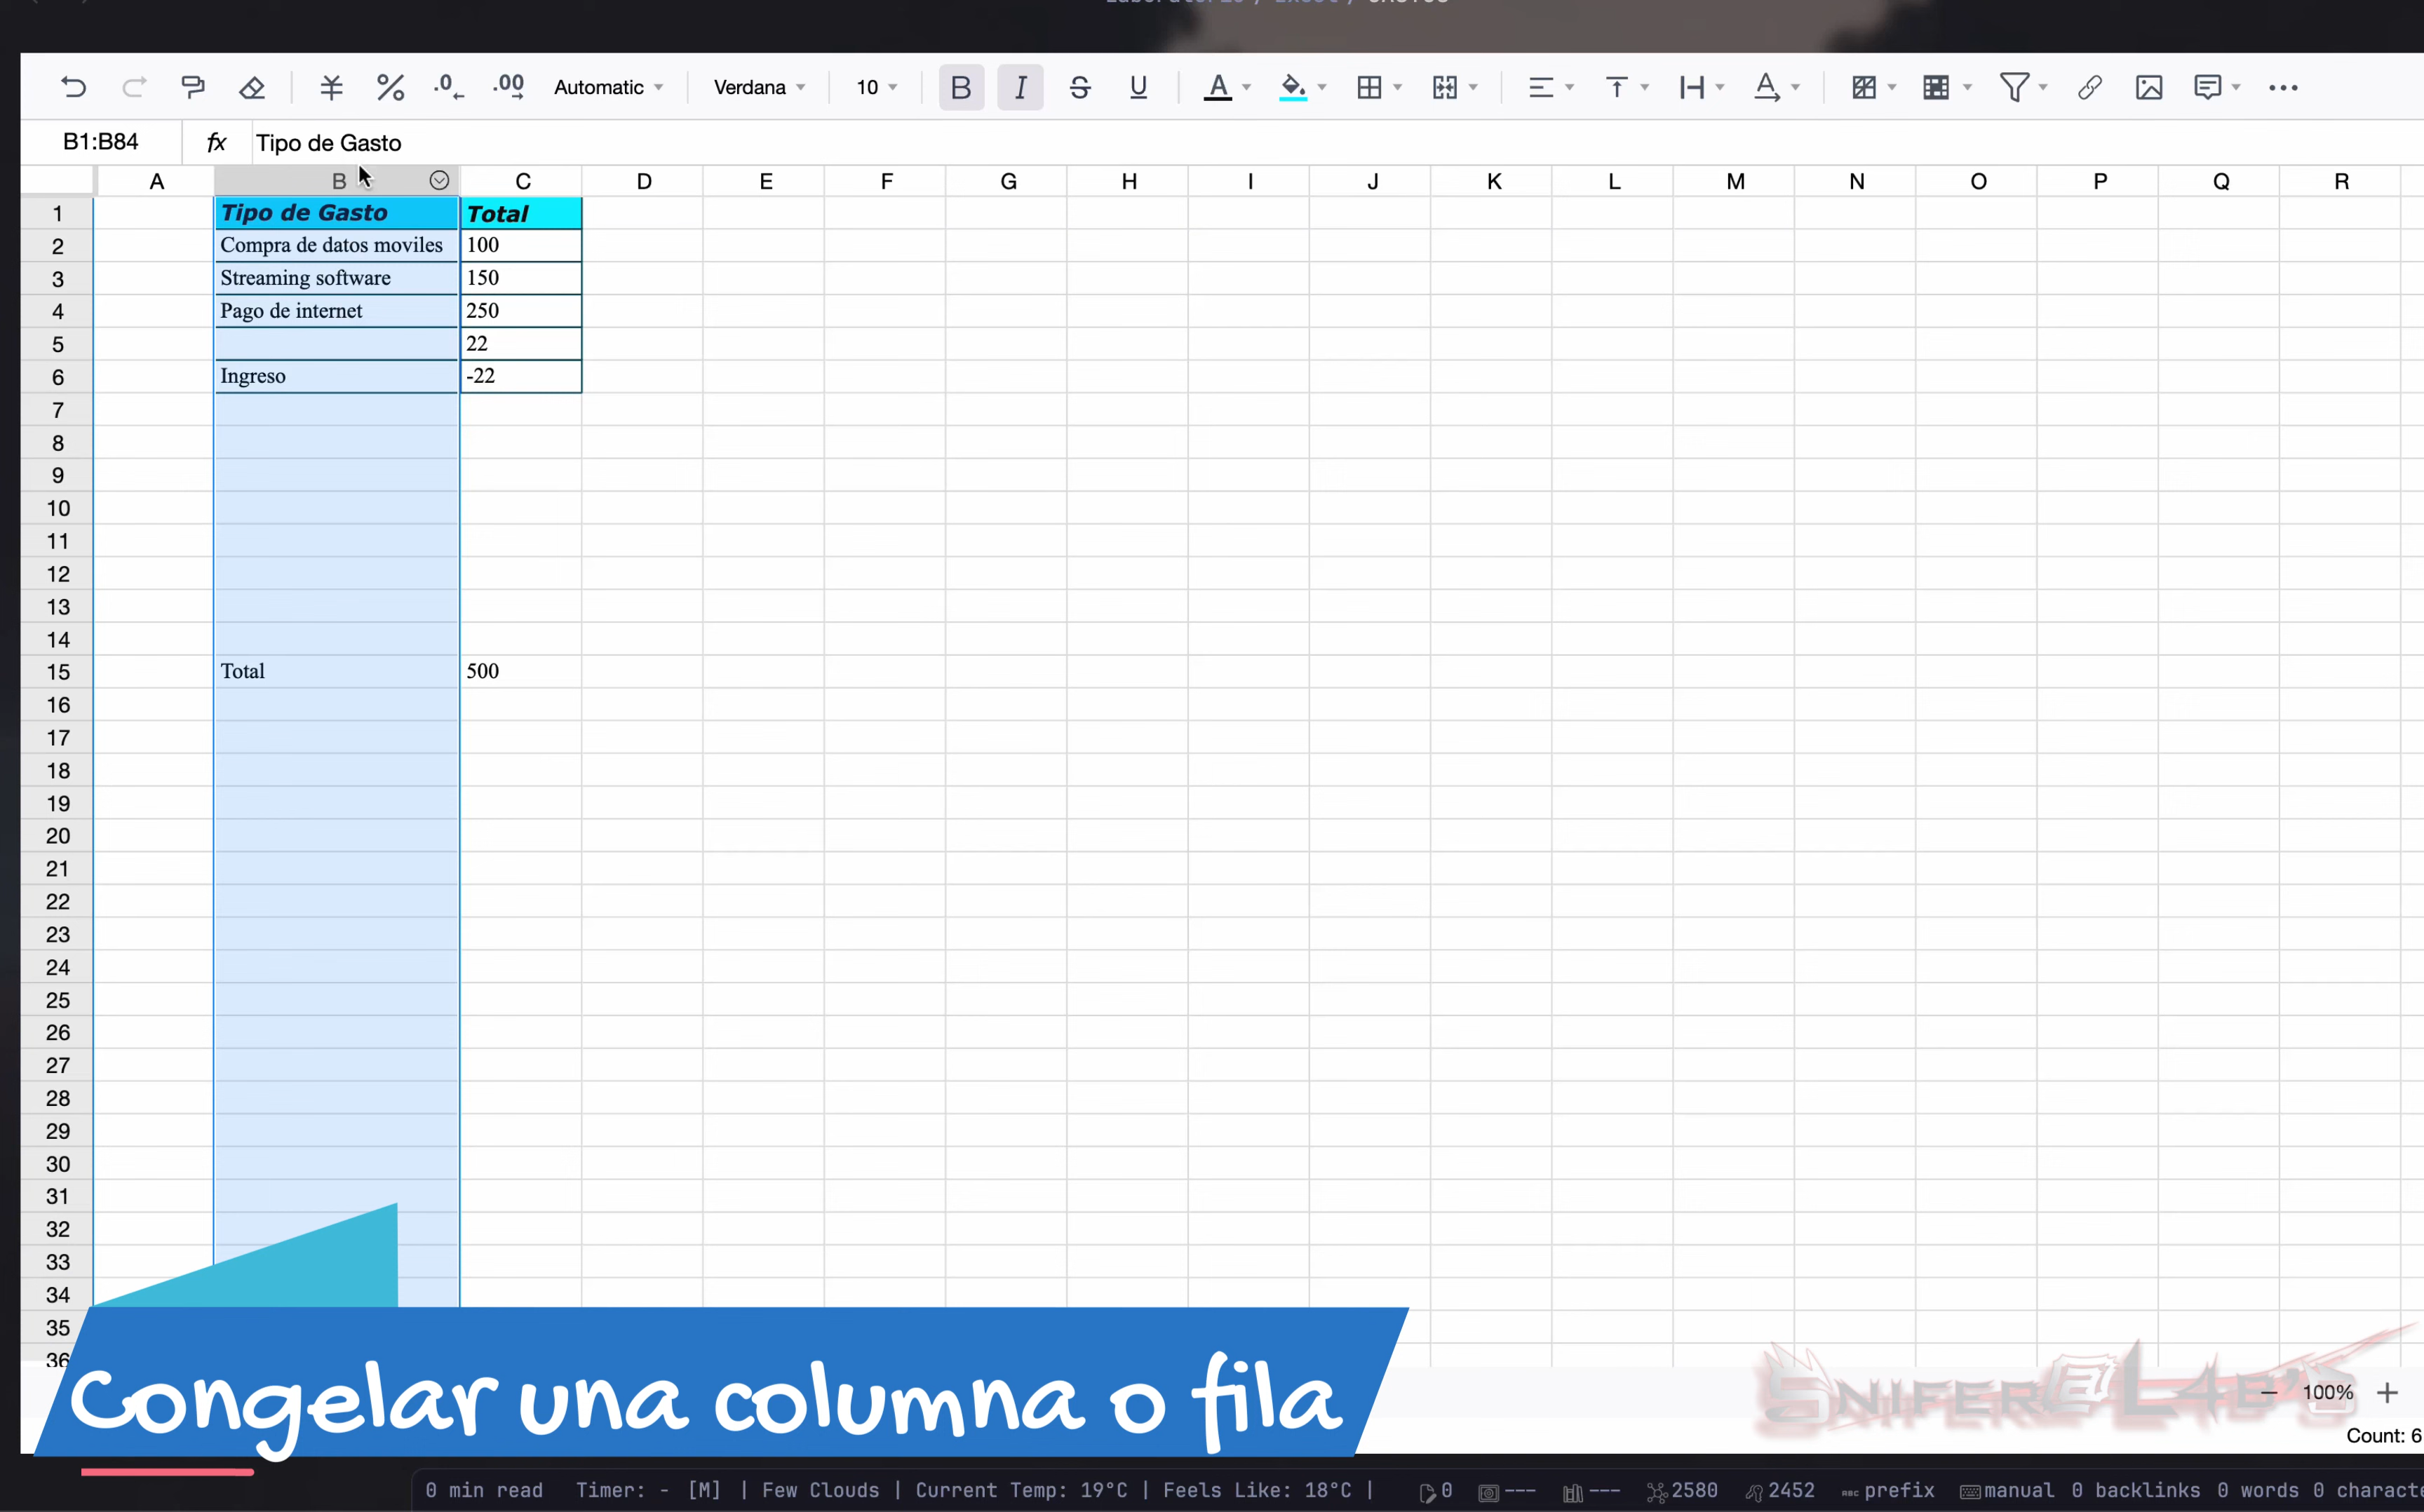 Automatic Verdana 10
B1:B84 fx Tipo de Gasto
A B C D E F G H I J K L M N O P Q R
1 Tipo de Gasto Total
2 Compra de datos moviles 100
3 Streaming software 150
4 Pago de internet 250
5 22
6 Ingreso -22
7
8
9
10
11
12
13
14
15 Total 500
16
17
18
19
20
21
22
23
24
25
26
27
28
29
30
31
32
33
34
35
36
Congelar una columna o fila
SNIFER@L4B'S
100%
Count: 6
0 min read Timer: - [M] | Few Clouds | Current Temp: 19°C | Feels Like: 18°C | 0 --- --- 2580 2452 prefix manual 0 backlinks 0 words 0 characte